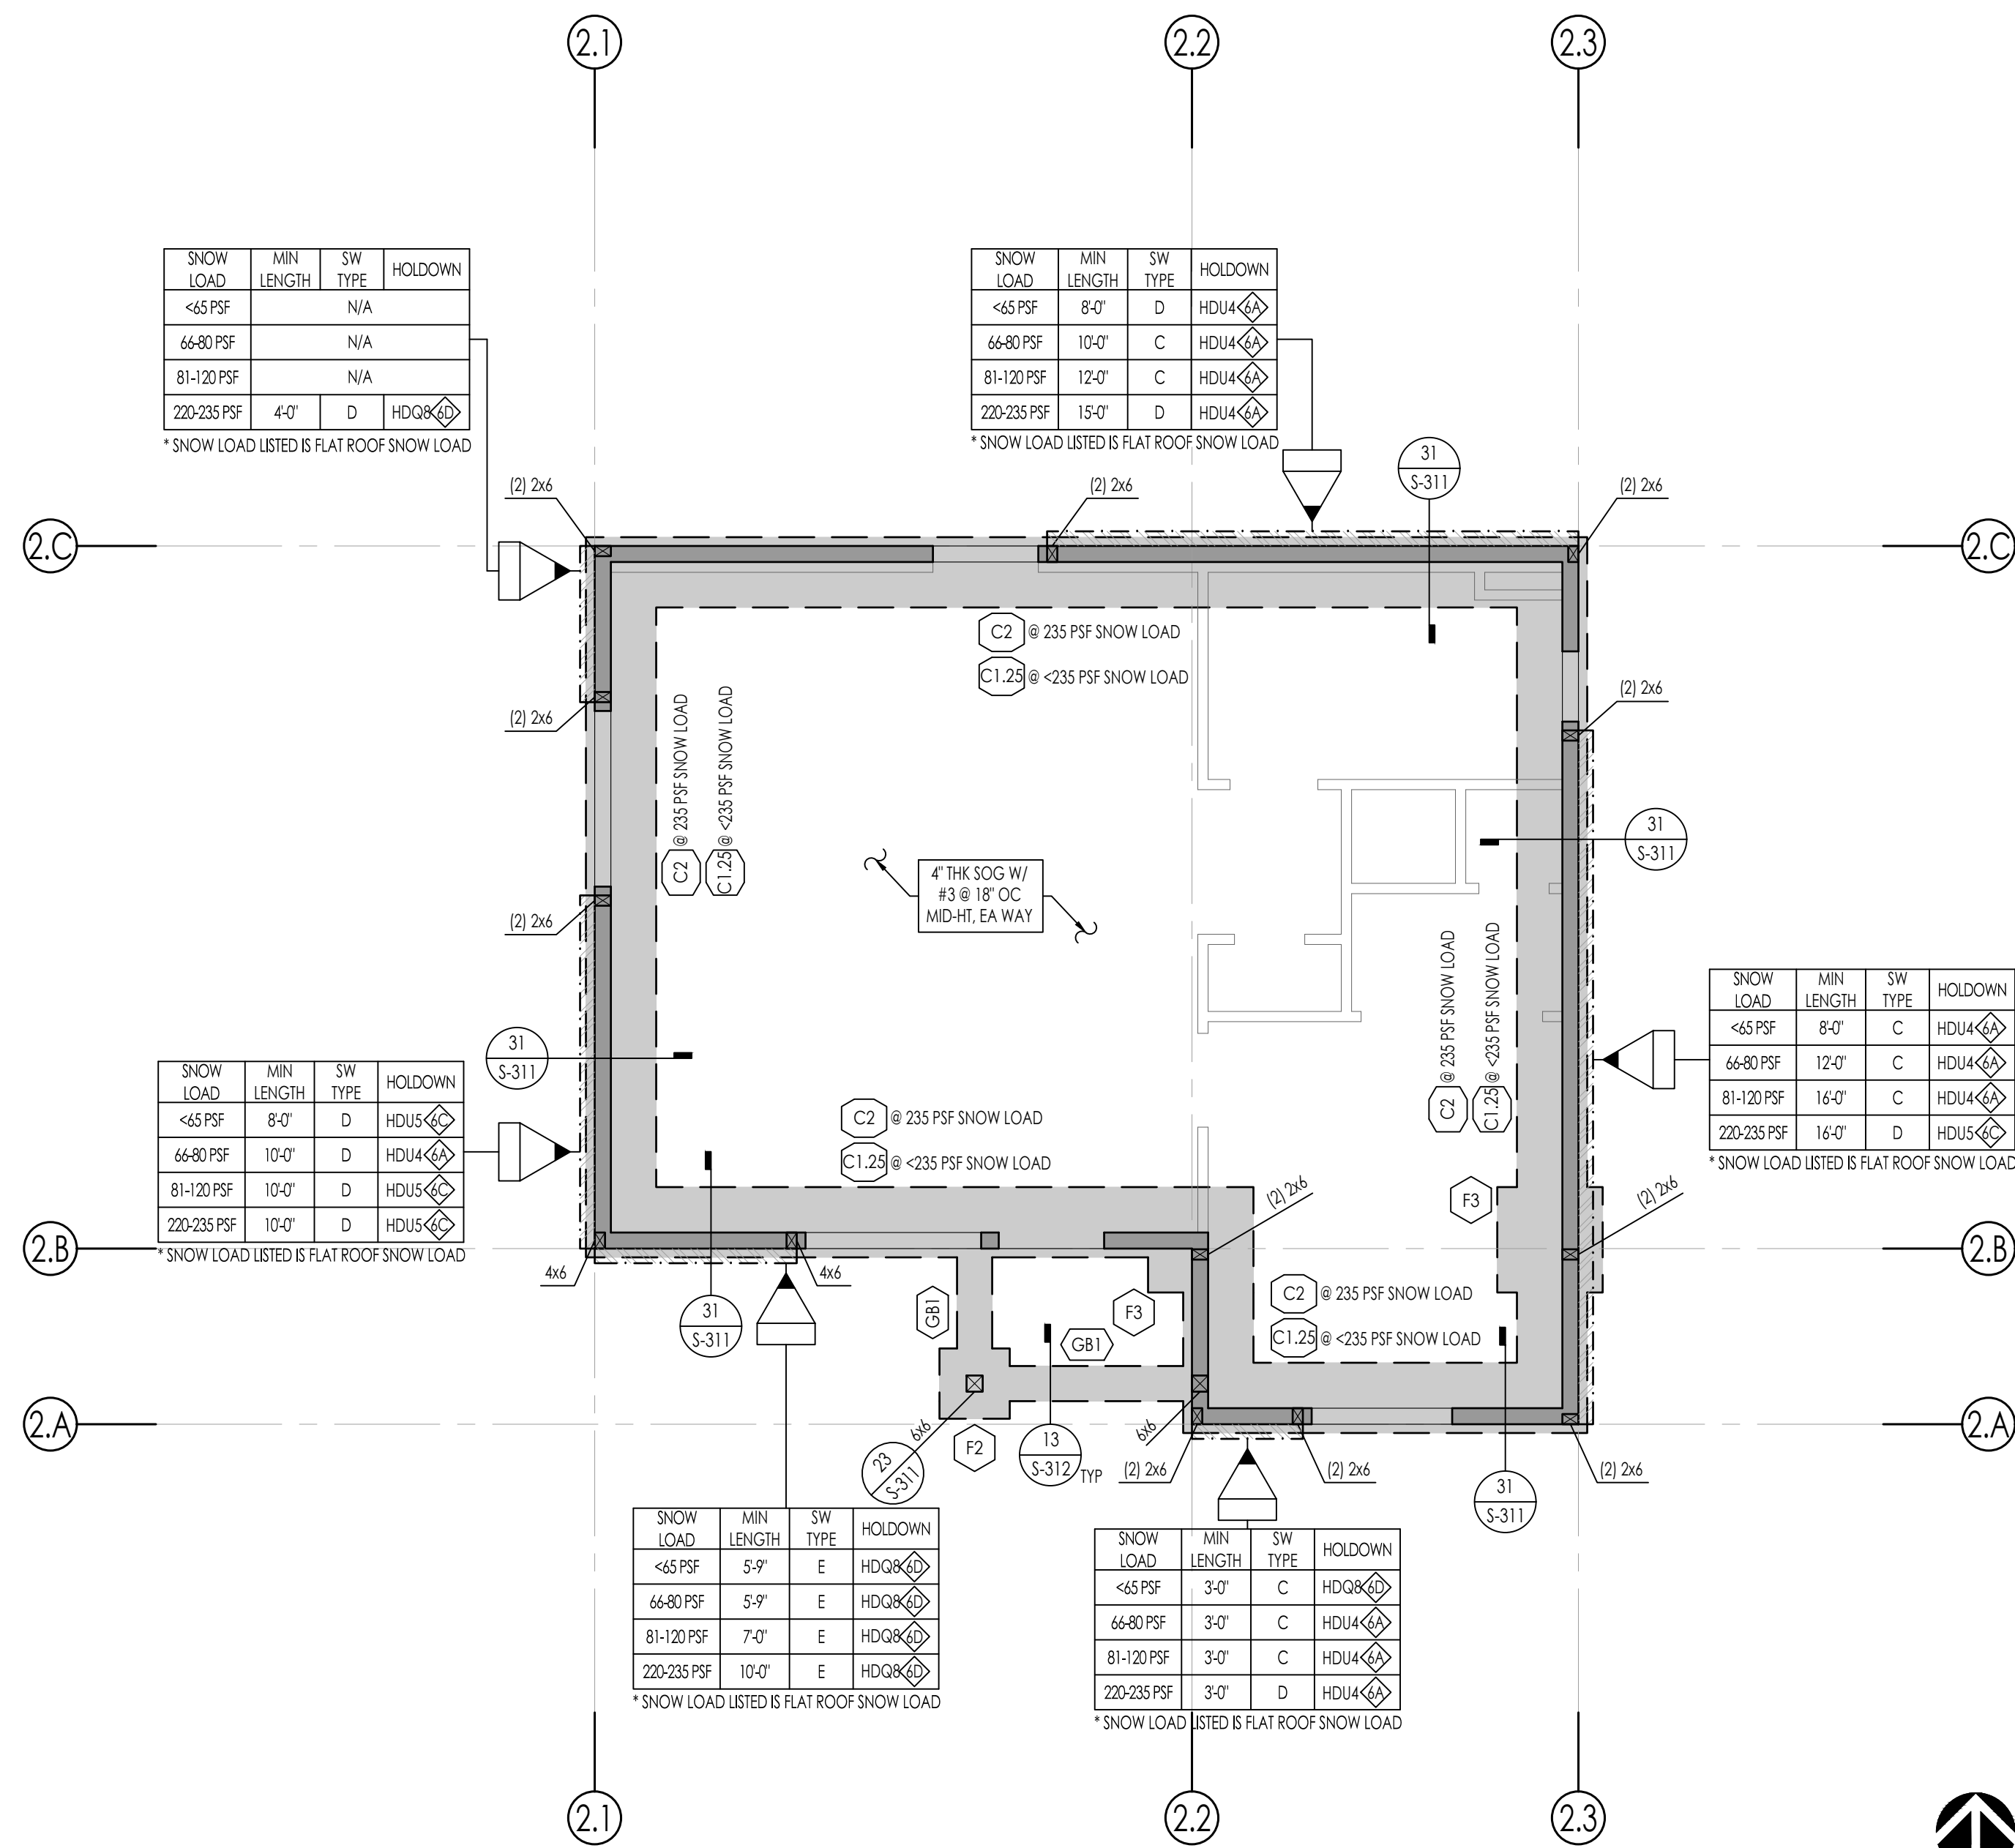 2.1
2.2
2.3
SNOW LOAD MIN LENGTH SW TYPE HOLDOWN
<65 PSF N/A
66-80 PSF N/A
81-120 PSF N/A
220-235 PSF 4'-0" D HDQ8 6D
* SNOW LOAD LISTED IS FLAT ROOF SNOW LOAD
SNOW LOAD MIN LENGTH SW TYPE HOLDOWN
<65 PSF 8'-0" D HDU4 6A
66-80 PSF 10'-0" C HDU4 6A
81-120 PSF 12'-0" C HDU4 6A
220-235 PSF 15'-0" D HDU4 6A
* SNOW LOAD LISTED IS FLAT ROOF SNOW LOAD
31
S-311
(2) 2x6
(2) 2x6
(2) 2x6
2.C
2.C
C2 @ 235 PSF SNOW LOAD
C1.25 @ <235 PSF SNOW LOAD
(2) 2x6
(2) 2x6
C2 @ 235 PSF SNOW LOAD
C1.25 @ <235 PSF SNOW LOAD
31
S-311
4" THK SOG W/
#3 @ 18" OC
MID-HT, EA WAY
(2) 2x6
C2 @ 235 PSF SNOW LOAD
C1.25 @ <235 PSF SNOW LOAD
SNOW LOAD MIN LENGTH SW TYPE HOLDOWN
<65 PSF 8'-0" C HDU4 6A
66-80 PSF 12'-0" C HDU4 6A
81-120 PSF 16'-0" C HDU4 6A
220-235 PSF 16'-0" D HDU5 6C
* SNOW LOAD LISTED IS FLAT ROOF SNOW LOAD
31
S-311
SNOW LOAD MIN LENGTH SW TYPE HOLDOWN
<65 PSF 8'-0" D HDU5 6C
66-80 PSF 10'-0" D HDU4 6A
81-120 PSF 10'-0" D HDU5 6C
220-235 PSF 10'-0" D HDU5 6C
* SNOW LOAD LISTED IS FLAT ROOF SNOW LOAD
C2 @ 235 PSF SNOW LOAD
C1.25 @ <235 PSF SNOW LOAD
(2) 2x6
F3
(2) 2x6
2.B
2.B
4x6
4x6
31
S-311
GB1
F3
GB1
C2 @ 235 PSF SNOW LOAD
C1.25 @ <235 PSF SNOW LOAD
2.A
2.A
6x6
23
S-311
F2
13
S-312
TYP
6x6
(2) 2x6
(2) 2x6
31
S-311
(2) 2x6
SNOW LOAD MIN LENGTH SW TYPE HOLDOWN
<65 PSF 5'-9" E HDQ8 6D
66-80 PSF 5'-9" E HDQ8 6D
81-120 PSF 7'-0" E HDQ8 6D
220-235 PSF 10'-0" E HDQ8 6D
* SNOW LOAD LISTED IS FLAT ROOF SNOW LOAD
SNOW LOAD MIN LENGTH SW TYPE HOLDOWN
<65 PSF 3'-0" C HDQ8 6D
66-80 PSF 3'-0" C HDU4 6A
81-120 PSF 3'-0" C HDU4 6A
220-235 PSF 3'-0" D HDU4 6A
* SNOW LOAD LISTED IS FLAT ROOF SNOW LOAD
2.1
2.2
2.3